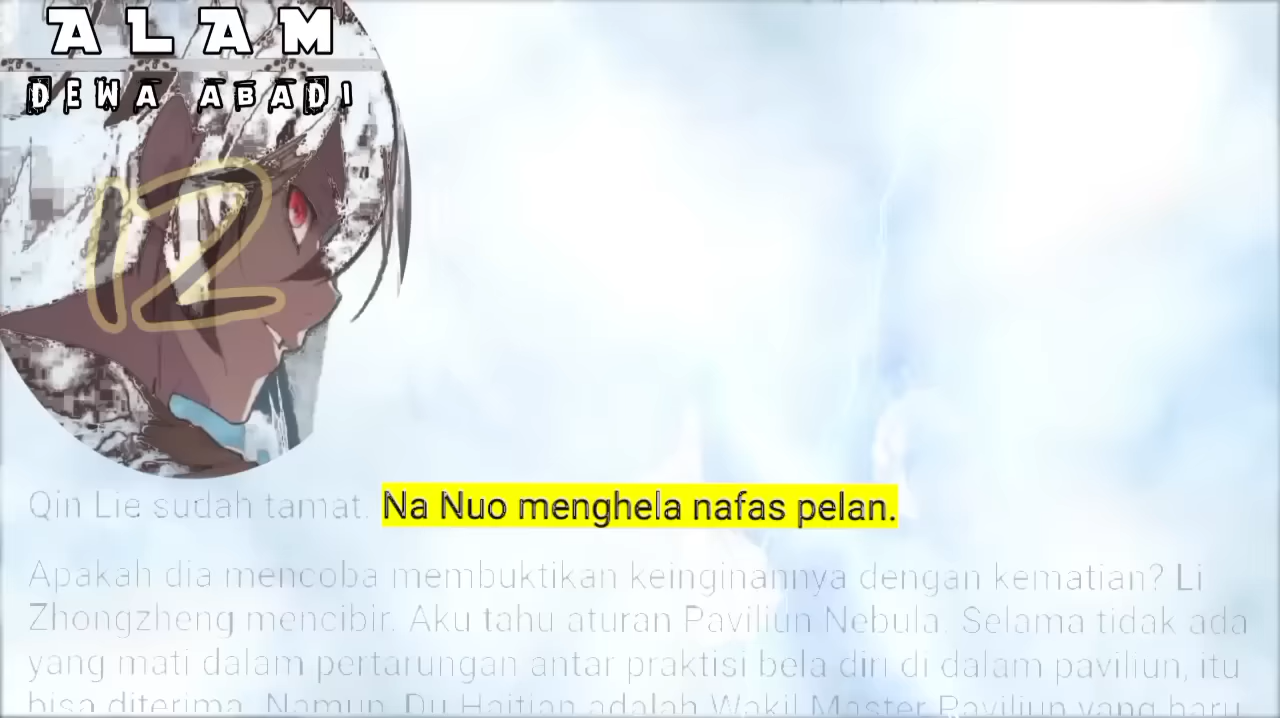 ALAM
DEWA ABADI
12
Qin Lie sudah tamat. Na Nuo menghela nafas pelan.
Apakah dia mencoba membuktikan keinginannya dengan kematian? Li
Zhongzheng mencibir. Aku tahu aturan Paviliun Nebula. Selama tidak ada
yang mati dalam pertarungan antar praktisi bela diri di dalam paviliun, itu
bisa diterima. Namun, Du Haitian adalah Wakil Master Paviliun yang baru